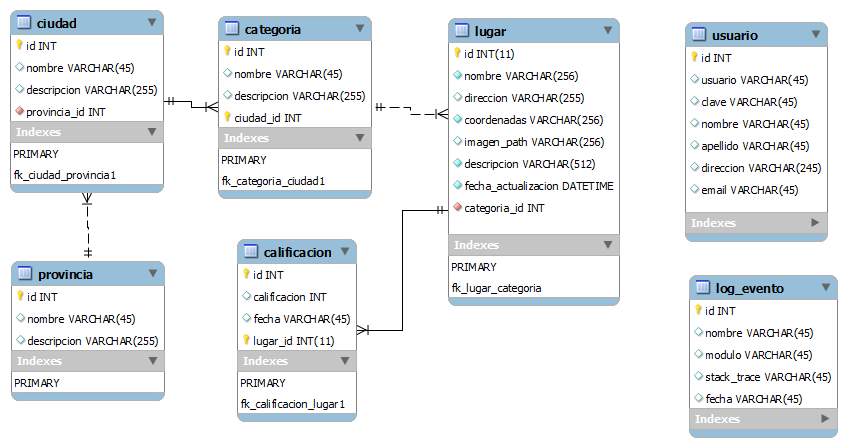 ciudad
id INT
nombre VARCHAR(45)
descripcion VARCHAR(255)
provincia_id INT
Indexes
PRIMARY
fk_ciudad_provincia1
categoria
id INT
nombre VARCHAR(45)
descripcion VARCHAR(255)
ciudad_id INT
Indexes
PRIMARY
fk_categoria_ciudad1
lugar
id INT(11)
nombre VARCHAR(256)
direccion VARCHAR(255)
coordenadas VARCHAR(256)
imagen_path VARCHAR(256)
descripcion VARCHAR(512)
fecha_actualizacion DATETIME
categoria_id INT
Indexes
PRIMARY
fk_lugar_categoria
usuario
id INT
usuario VARCHAR(45)
clave VARCHAR(45)
nombre VARCHAR(45)
apellido VARCHAR(45)
direccion VARCHAR(245)
email VARCHAR(45)
Indexes
provincia
id INT
nombre VARCHAR(45)
descripcion VARCHAR(255)
Indexes
PRIMARY
calificacion
id INT
calificacion INT
fecha VARCHAR(45)
lugar_id INT(11)
Indexes
PRIMARY
fk_calificacion_lugar1
log_evento
id INT
nombre VARCHAR(45)
modulo VARCHAR(45)
stack_trace VARCHAR(45)
fecha VARCHAR(45)
Indexes